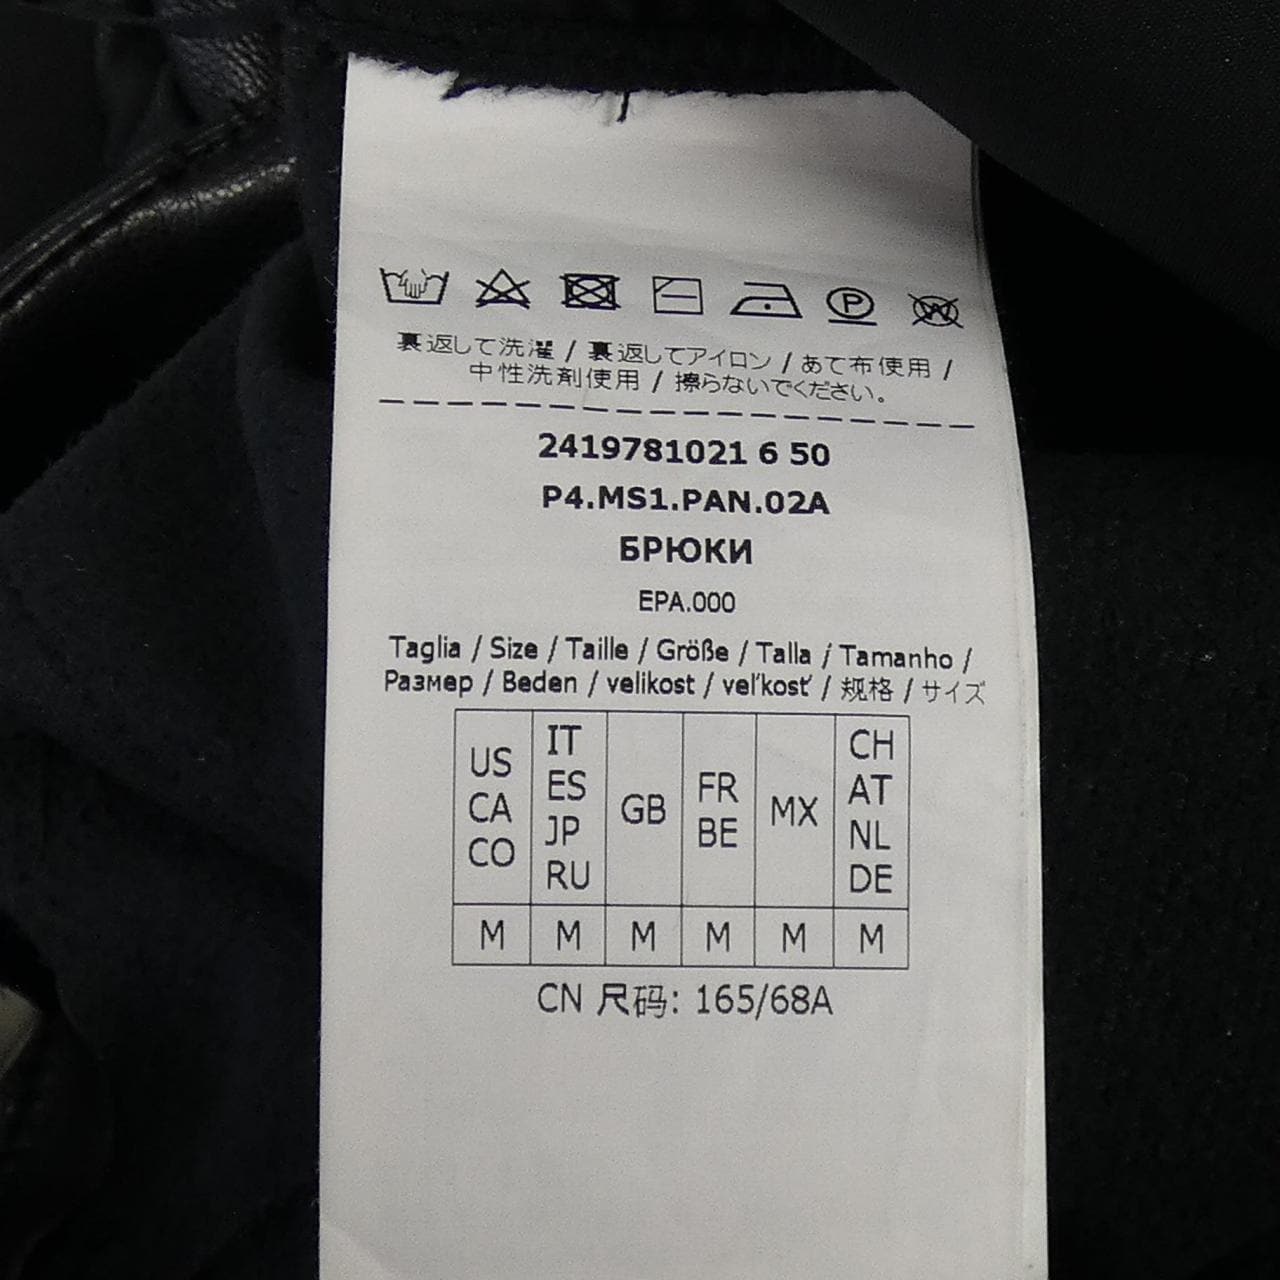 P
W
裏返して洗濯 / 裏返してアイロン / あて布使用 /
中性洗剤使用 / 擦らないでください。
2419781021 6 50
P4.MS1.PAN.02A
БРЮКИ
EPA.000
Taglia / Size / Taille / Größe / Talla / Tamanho /
Размер / Beden / velikost / veľkosť / 规格 / サイズ
US CA CO
IT ES JP RU
GB
FR BE
MX
CH AT NL DE
M M M M M M
CN 尺码: 165/68A